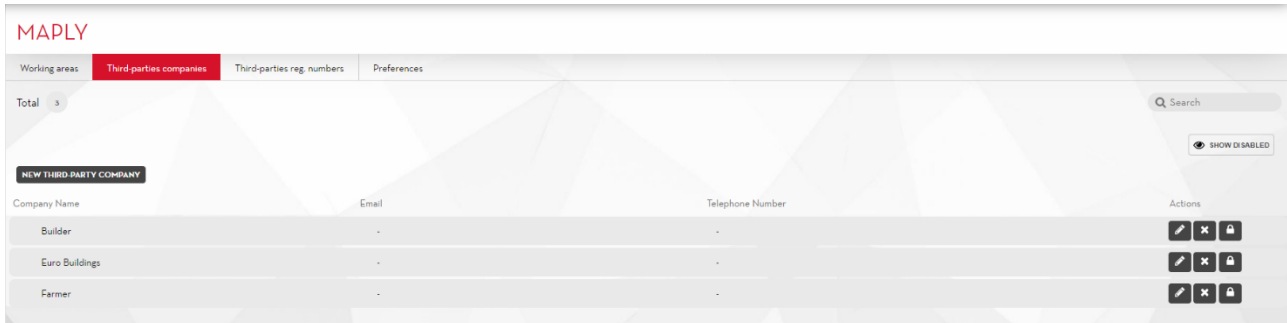 MAPLY
Working areas Third-parties companies Third-parties reg. numbers Preferences
Total 3
Search
SHOW DISABLED
NEW THIRD-PARTY COMPANY
Company Name Email Telephone Number Actions
Builder - -
Euro Buildings - -
Farmer - -